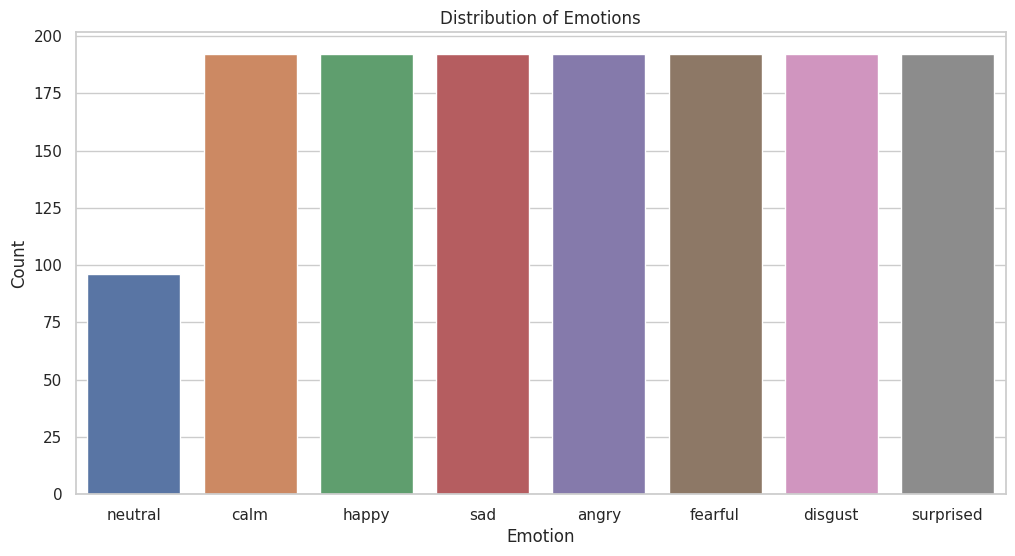 Distribution of Emotions
200
175
150
125
100
75
50
25
0
Count
neutral calm happy sad angry fearful disgust surprised
Emotion